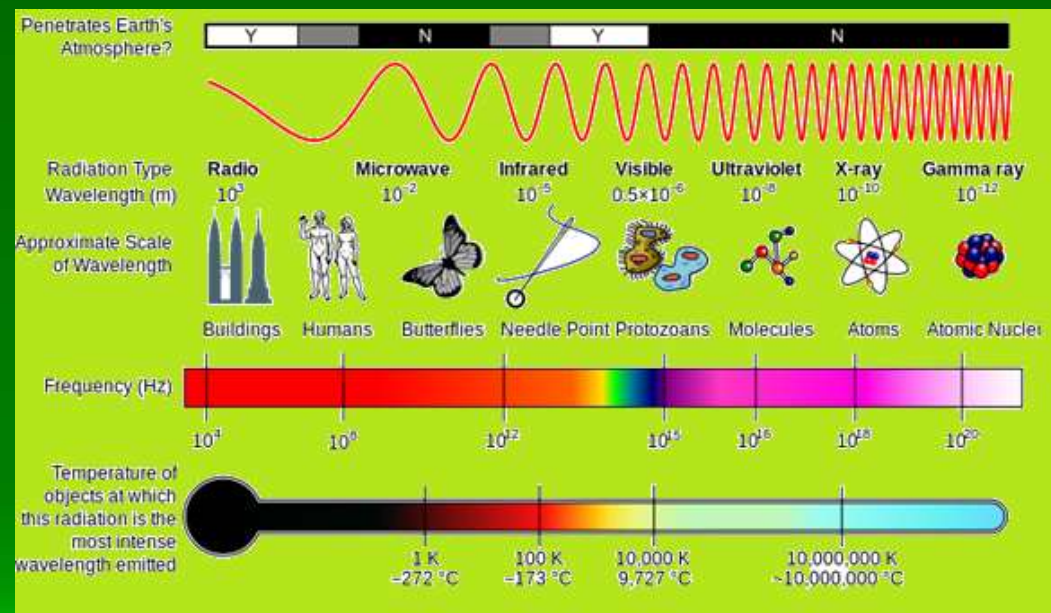 Penetrates Earth's
Atmosphere?
Y N Y N
Radiation Type Radio Microwave Infrared Visible Ultraviolet X-ray Gamma ray
Wavelength (m) 10³ 10⁻² 10⁻⁵ 0.5×10⁻⁶ 10⁻⁸ 10⁻¹⁰ 10⁻¹²
Approximate Scale
of Wavelength
Buildings Humans Butterflies Needle Point Protozoans Molecules Atoms Atomic Nuclei
Frequency (Hz)
10⁴ 10⁸ 10¹² 10¹⁵ 10¹⁶ 10¹⁸ 10²⁰
Temperature of
objects at which
this radiation is the
most intense
wavelength emitted
1 K 100 K 10,000 K 10,000,000 K
−272 °C −173 °C 9,727 °C ~10,000,000 °C